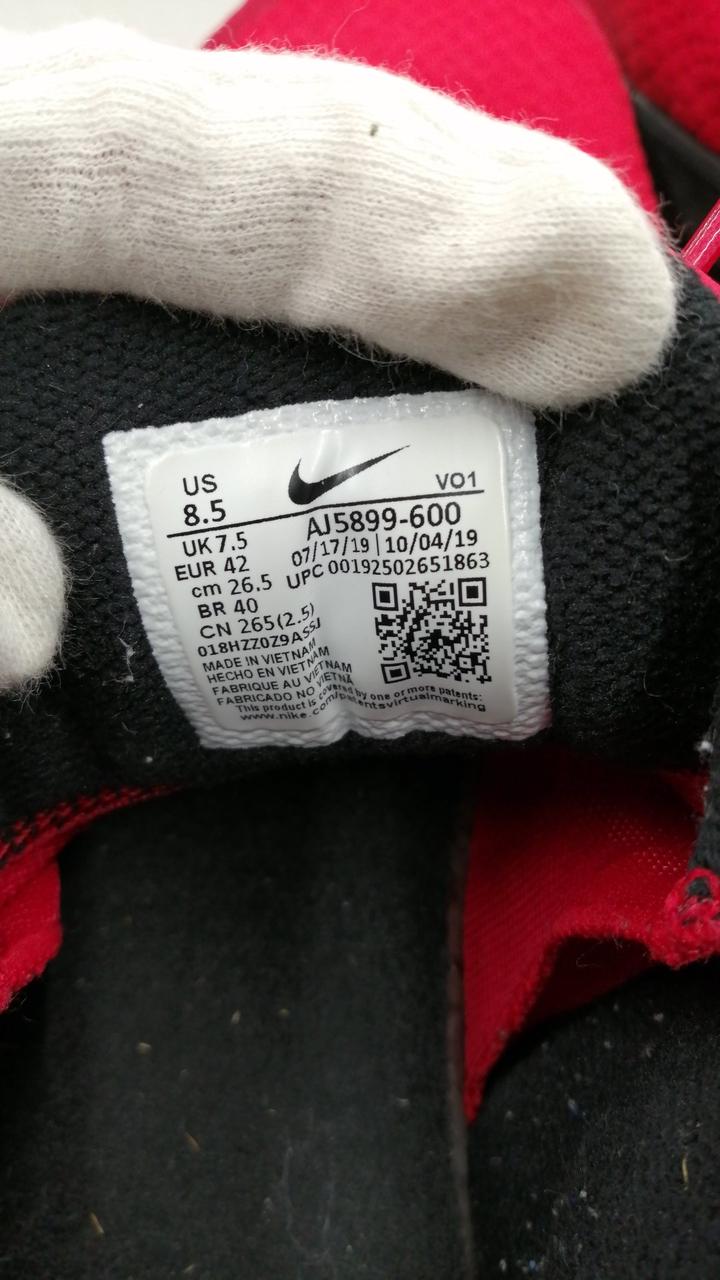 US
8.5
VO1
UK 7.5
AJ5899-600
EUR 42
07/17/19 | 10/04/19
cm 26.5
UPC 00192502651863
BR 40
CN 265(2.5)
018HZZ0Z9ASSJ
MADE IN VIETNAM
HECHO EN VIETNAM
FABRIQUE AU VIETNAM
FABRICADO NO VIETNÃ
This product is covered by one or more patents:
www.nike.com/patentsvirtualmarking